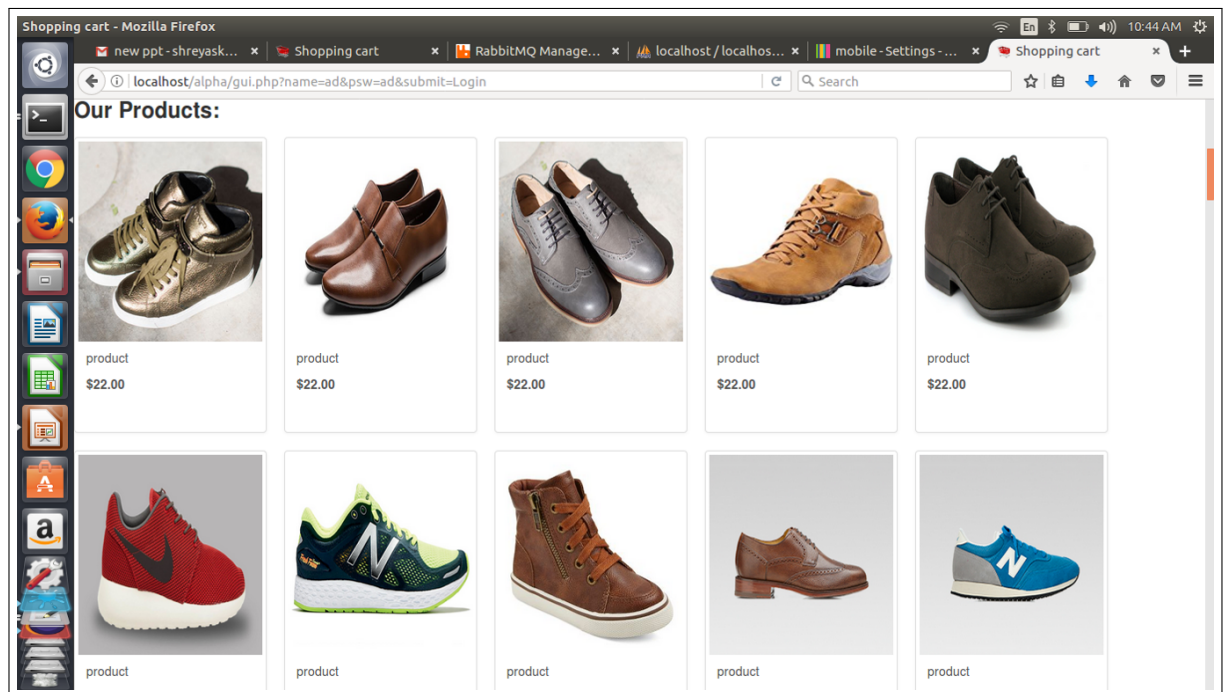 Shopping cart - Mozilla Firefox
En
10:44 AM
new ppt - shreyask...
Shopping cart
RabbitMQ Manage...
localhost / localhos...
mobile - Settings - ...
Shopping cart
localhost/alpha/gui.php?name=ad&psw=ad&submit=Login
Search
Our Products:
product product product product product
$22.00 $22.00 $22.00 $22.00 $22.00
N
N
a
product product product product product